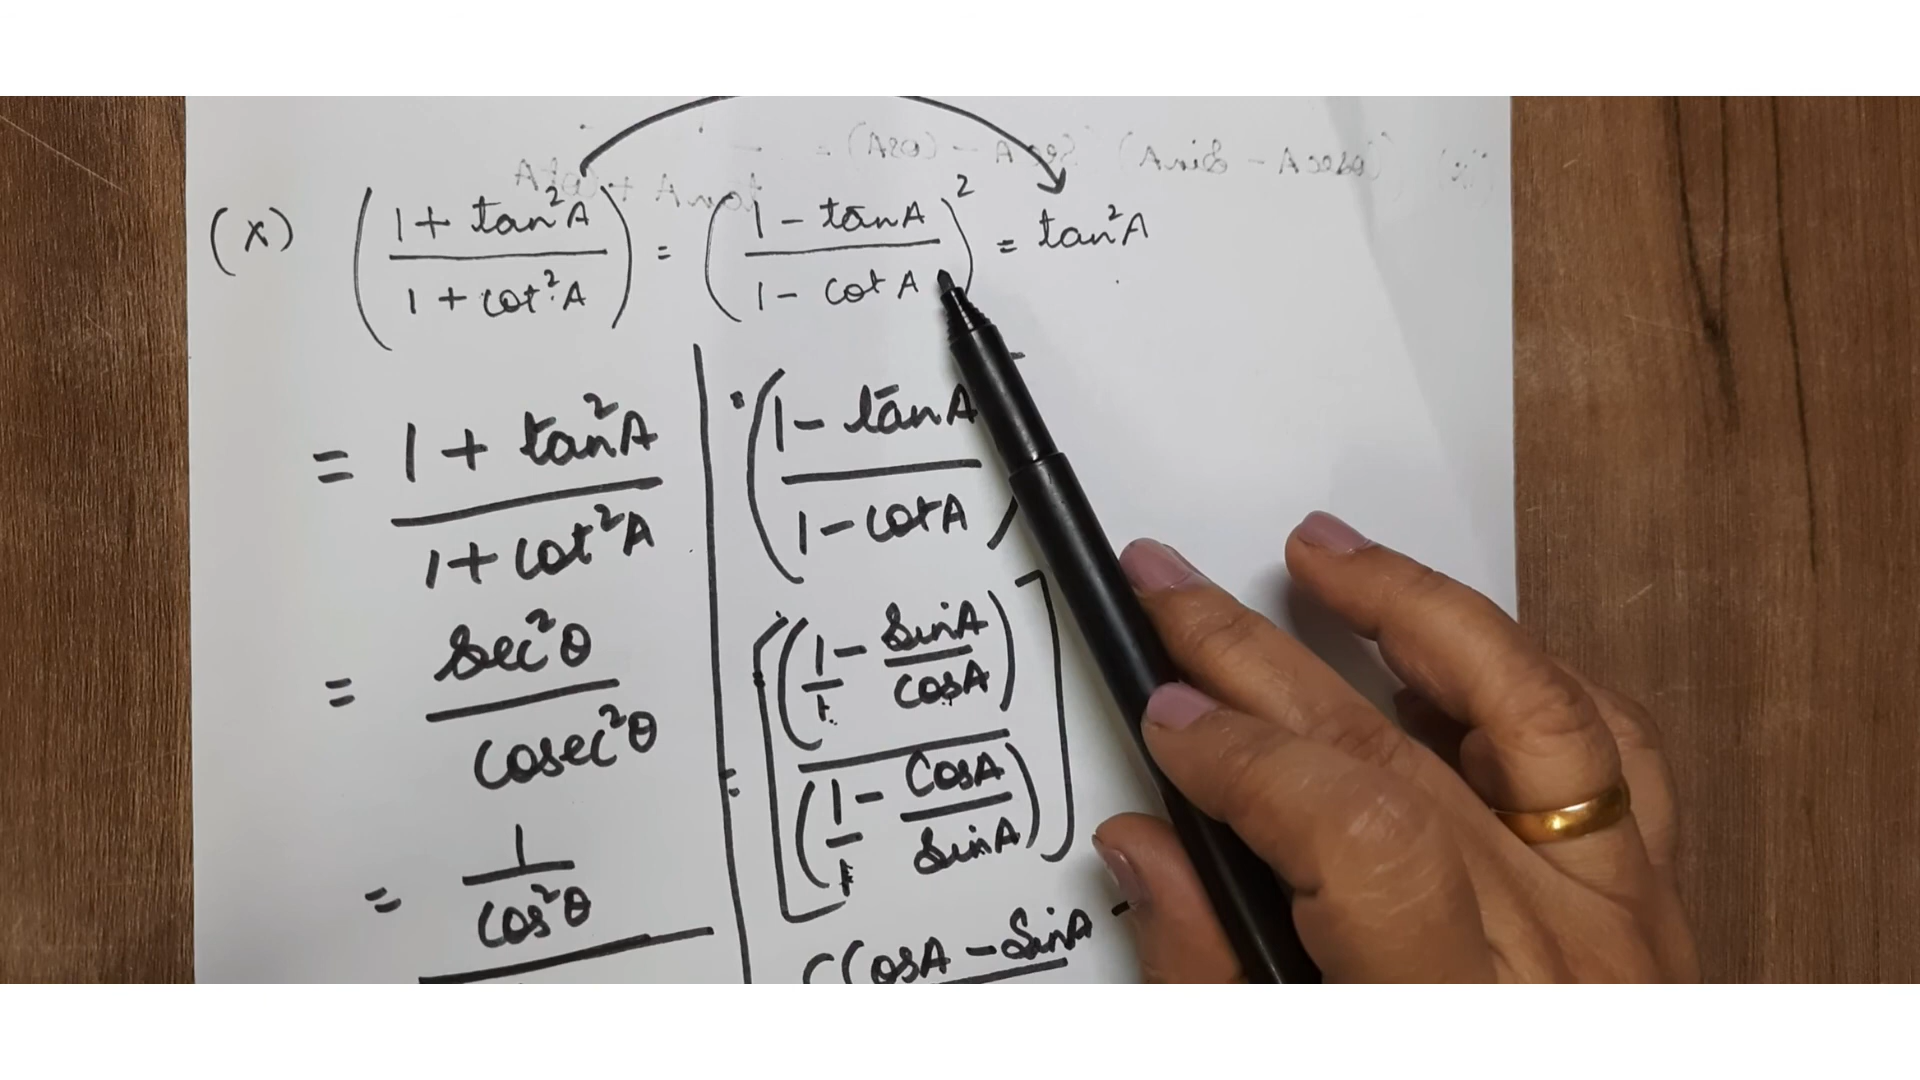 (x) (1 + tan²A / 1 + cot²A) = (1 - tanA / 1 - cotA)² = tan²A
= 1 + tan²A / 1 + cot²A
= sec²θ / cosec²θ
= 1 / cos²θ
(1 - tanA / 1 - cotA)
= [(1/1 - sinA/cosA) / (1/1 - cosA/sinA)]
(cosA - sinA